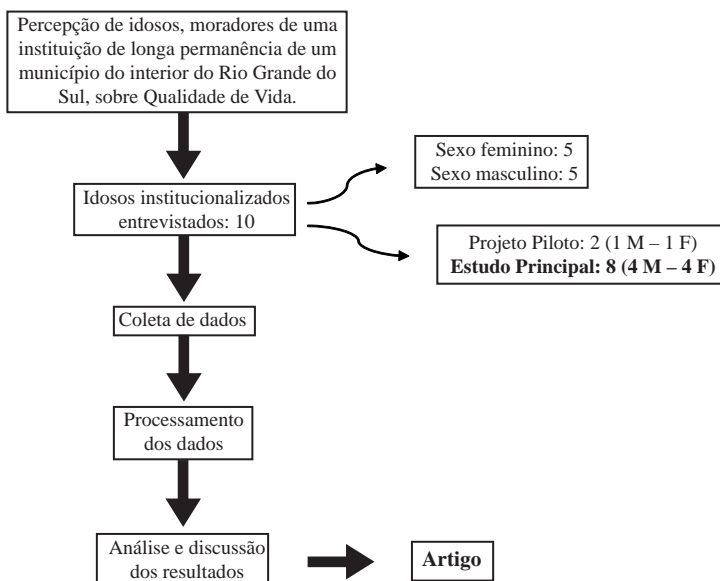 Percepção de idosos, moradores de uma
instituição de longa permanência de um
município do interior do Rio Grande do
Sul, sobre Qualidade de Vida.
Sexo feminino: 5
Sexo masculino: 5
Idosos institucionalizados
entrevistados: 10
Projeto Piloto: 2 (1 M – 1 F)
Estudo Principal: 8 (4 M – 4 F)
Coleta de dados
Processamento
dos dados
Análise e discussão
dos resultados
Artigo